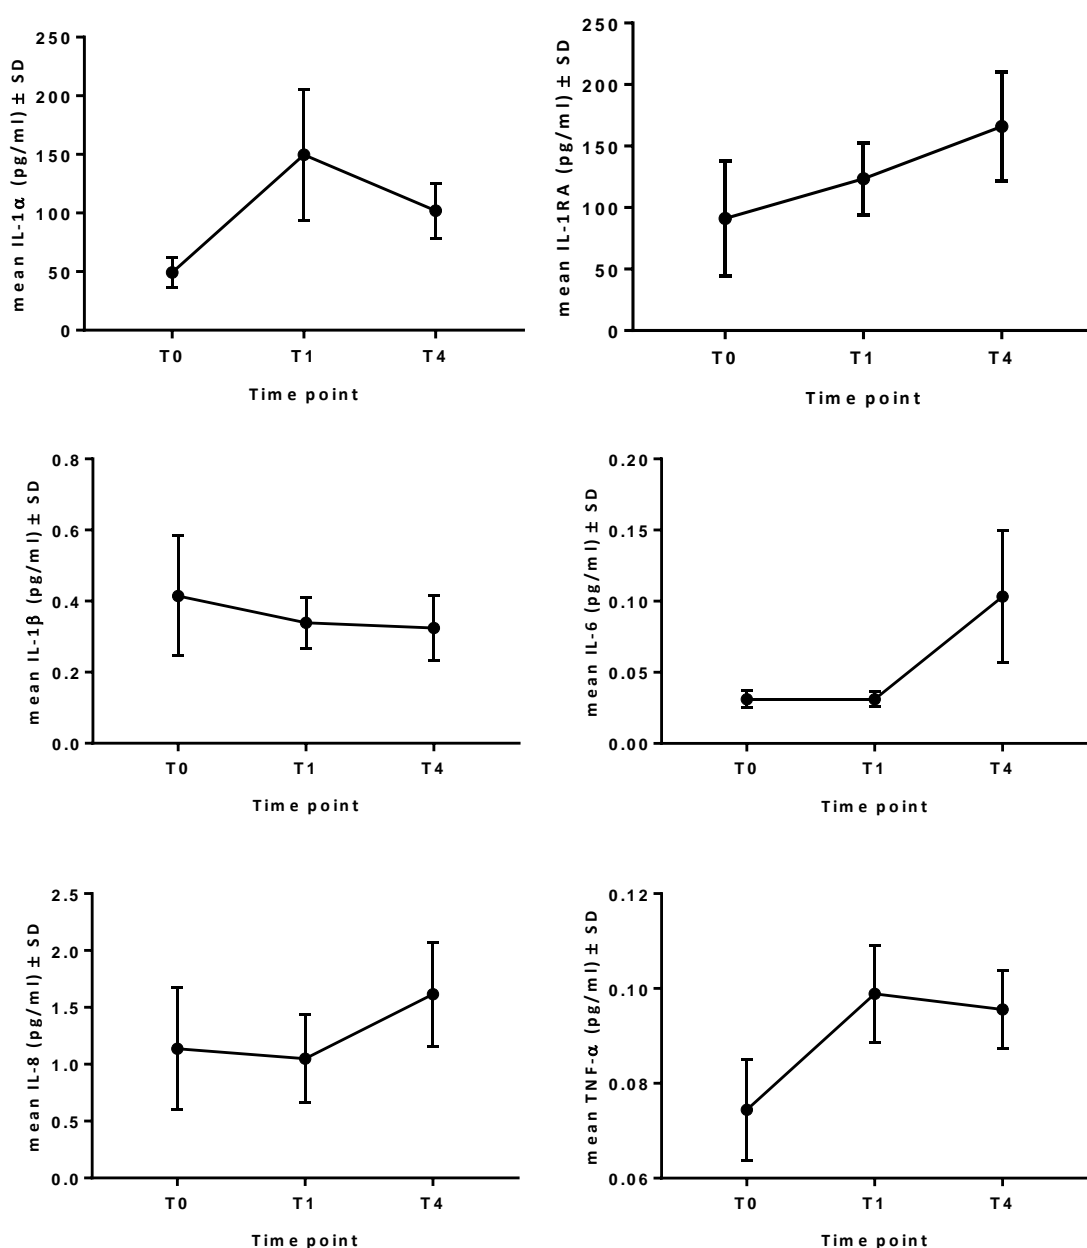 mean IL-1α (pg/ml) ± SD
250
200
150
100
50
0
T0 T1 T4
Time point
mean IL-1RA (pg/ml) ± SD
250
200
150
100
50
0
T0 T1 T4
Time point
mean IL-1β (pg/ml) ± SD
0.8
0.6
0.4
0.2
0.0
T0 T1 T4
Time point
mean IL-6 (pg/ml) ± SD
0.20
0.15
0.10
0.05
0.00
T0 T1 T4
Time point
mean IL-8 (pg/ml) ± SD
2.5
2.0
1.5
1.0
0.5
0.0
T0 T1 T4
Time point
mean TNF-α (pg/ml) ± SD
0.12
0.10
0.08
0.06
T0 T1 T4
Time point